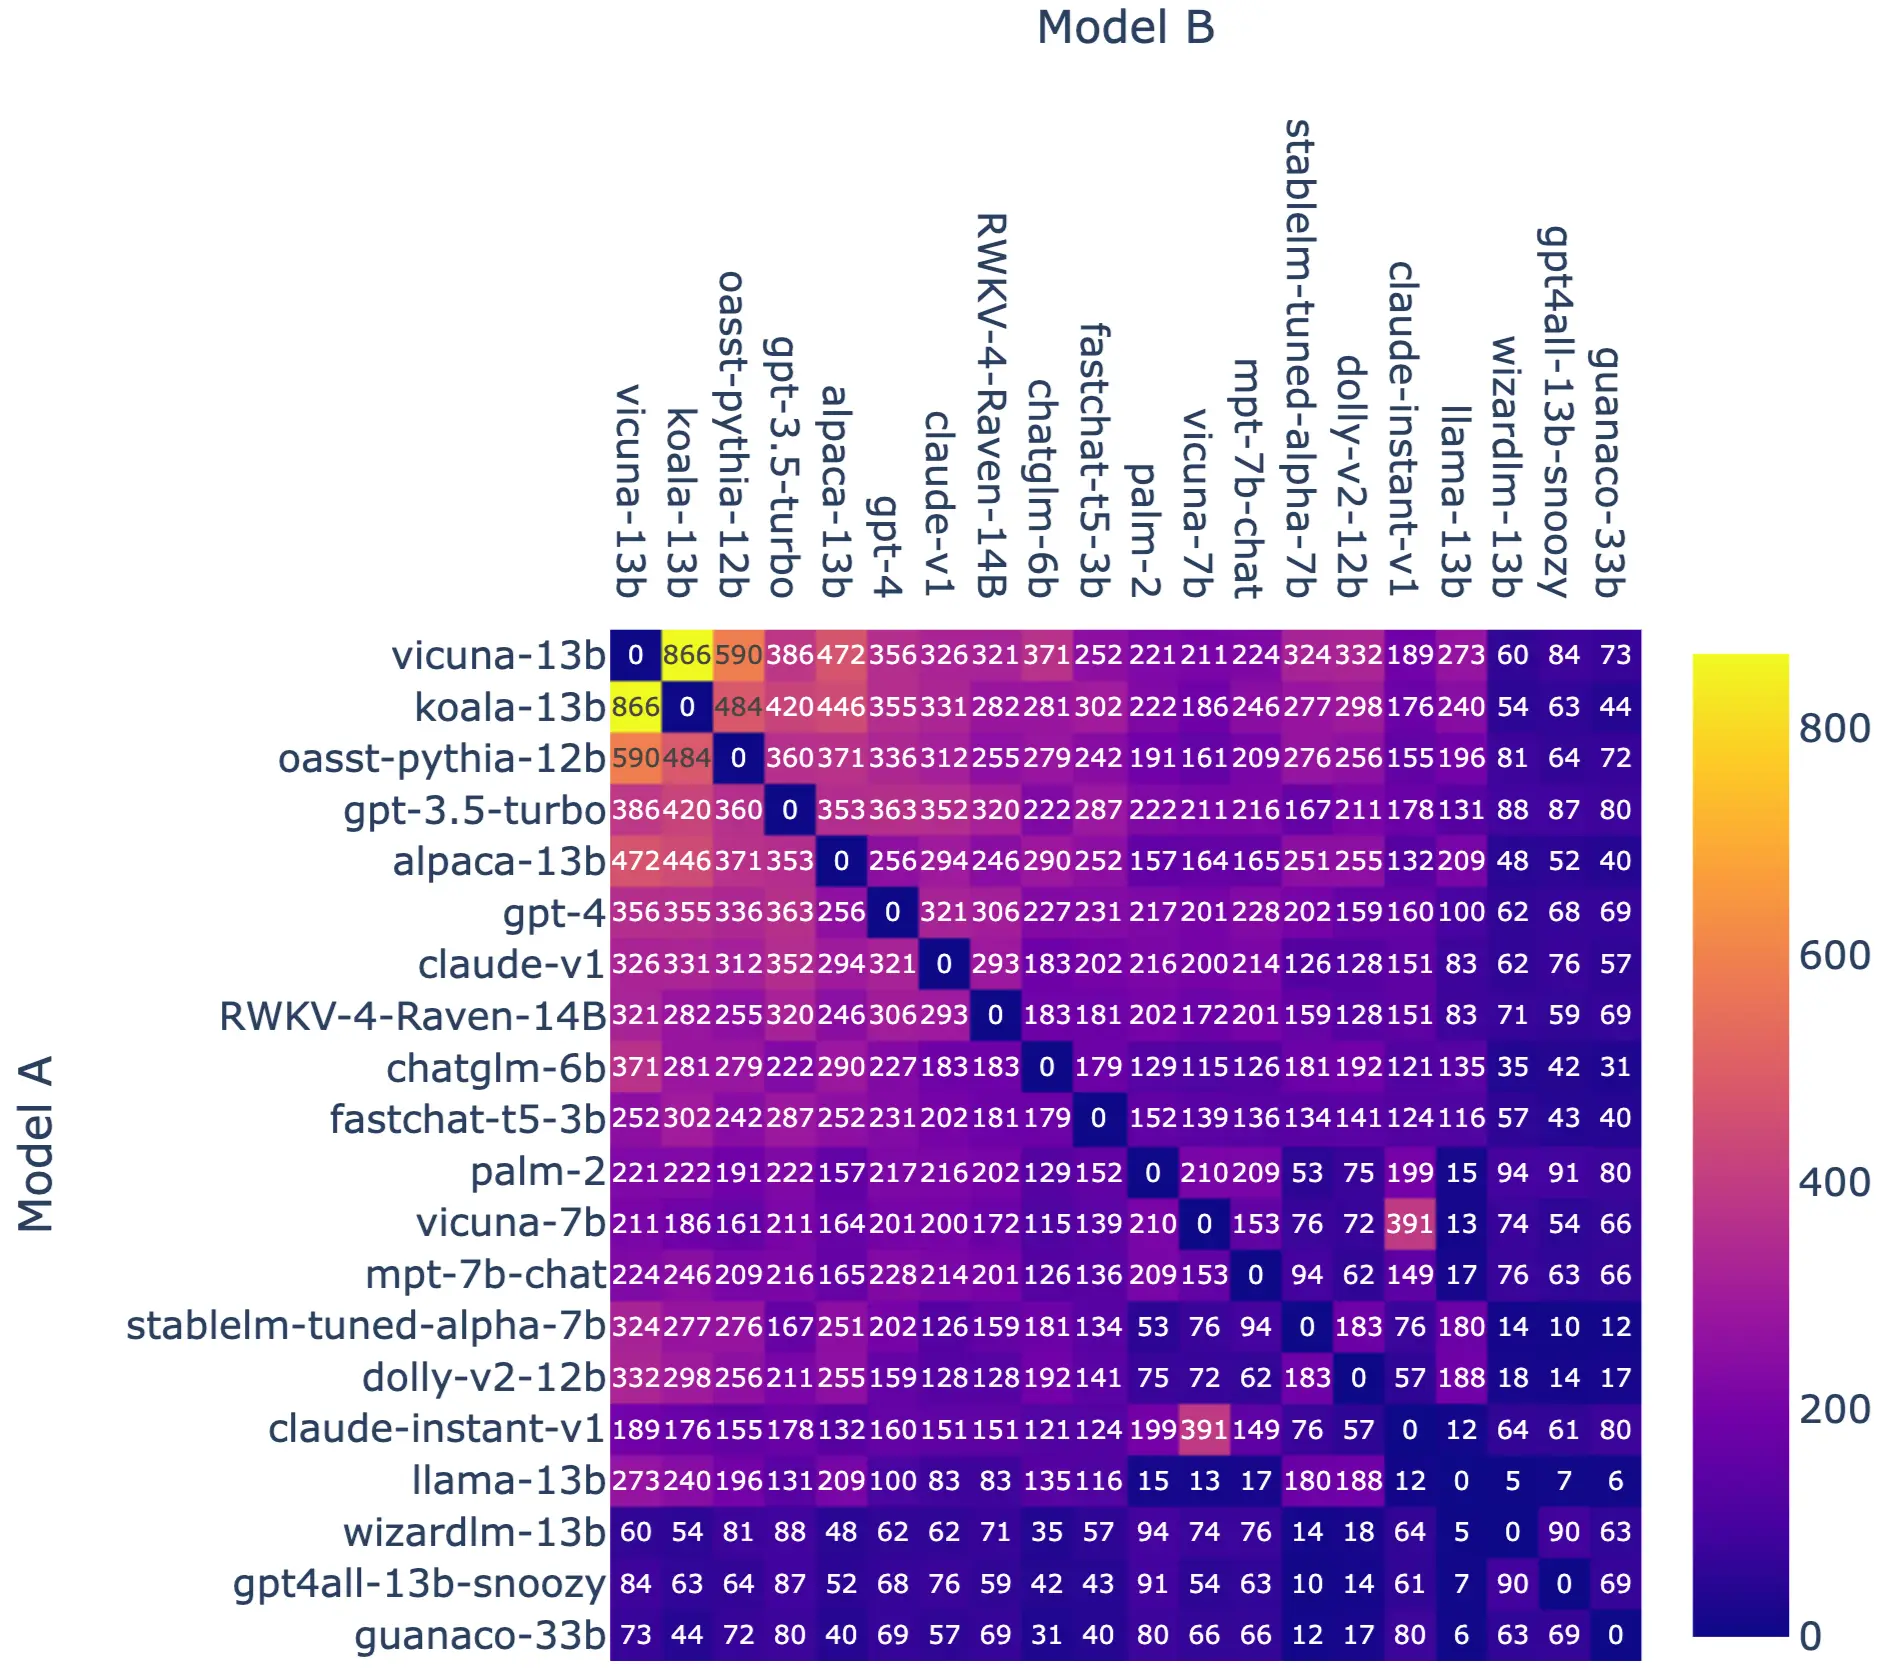 Model B
vicuna-13b
koala-13b
oasst-pythia-12b
gpt-3.5-turbo
alpaca-13b
gpt-4
claude-v1
RWKV-4-Raven-14B
chatglm-6b
fastchat-t5-3b
palm-2
vicuna-7b
mpt-7b-chat
stablelm-tuned-alpha-7b
dolly-v2-12b
claude-instant-v1
llama-13b
wizardlm-13b
gpt4all-13b-snoozy
guanaco-33b
Model A
vicuna-13b 0 866 590 386 472 356 326 321 371 252 221 211 224 324 332 189 273 60 84 73
koala-13b 866 0 484 420 446 355 331 282 281 302 222 186 246 277 298 176 240 54 63 44
oasst-pythia-12b 590 484 0 360 371 336 312 255 279 242 191 161 209 276 256 155 196 81 64 72
gpt-3.5-turbo 386 420 360 0 353 363 352 320 222 287 222 211 216 167 211 178 131 88 87 80
alpaca-13b 472 446 371 353 0 256 294 246 290 252 157 164 165 251 255 132 209 48 52 40
gpt-4 356 355 336 363 256 0 321 306 227 231 217 201 228 202 159 160 100 62 68 69
claude-v1 326 331 312 352 294 321 0 293 183 202 216 200 214 126 128 151 83 62 76 57
RWKV-4-Raven-14B 321 282 255 320 246 306 293 0 183 181 202 172 201 159 128 151 83 71 59 69
chatglm-6b 371 281 279 222 290 227 183 183 0 179 129 115 126 181 192 121 135 35 42 31
fastchat-t5-3b 252 302 242 287 252 231 202 181 179 0 152 139 136 134 141 124 116 57 43 40
palm-2 221 222 191 222 157 217 216 202 129 152 0 210 209 53 75 199 15 94 91 80
vicuna-7b 211 186 161 211 164 201 200 172 115 139 210 0 153 76 72 391 13 74 54 66
mpt-7b-chat 224 246 209 216 165 228 214 201 126 136 209 153 0 94 62 149 17 76 63 66
stablelm-tuned-alpha-7b 324 277 276 167 251 202 126 159 181 134 53 76 94 0 183 76 180 14 10 12
dolly-v2-12b 332 298 256 211 255 159 128 128 192 141 75 72 62 183 0 57 188 18 14 17
claude-instant-v1 189 176 155 178 132 160 151 151 121 124 199 391 149 76 57 0 12 64 61 80
llama-13b 273 240 196 131 209 100 83 83 135 116 15 13 17 180 188 12 0 5 7 6
wizardlm-13b 60 54 81 88 48 62 62 71 35 57 94 74 76 14 18 64 5 0 90 63
gpt4all-13b-snoozy 84 63 64 87 52 68 76 59 42 43 91 54 63 10 14 61 7 90 0 69
guanaco-33b 73 44 72 80 40 69 57 69 31 40 80 66 66 12 17 80 6 63 69 0
800
600
400
200
0